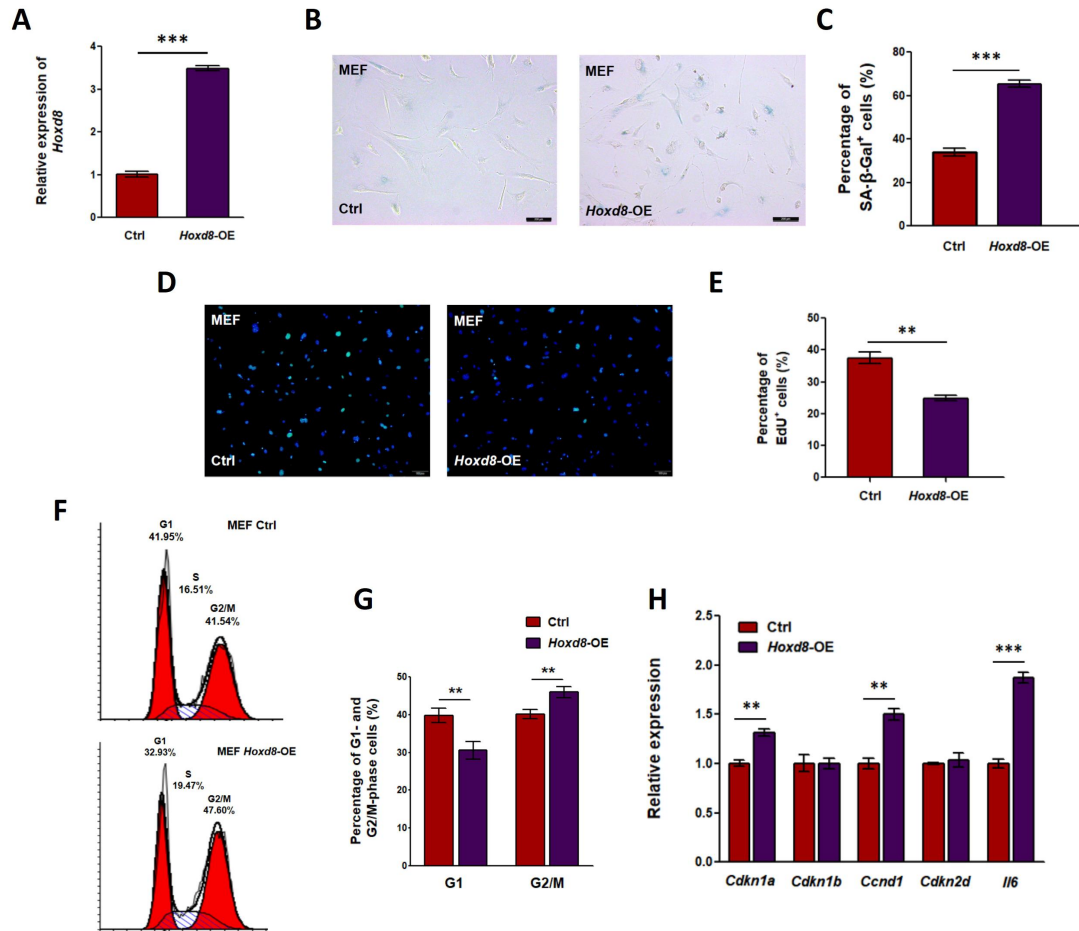 A
Relative expression of
Hoxd8
4
3
2
1
0
***
Ctrl
Hoxd8-OE
B
MEF
Ctrl
MEF
Hoxd8-OE
C
Percentage of
SA-β-Gal+ cells (%)
80
60
40
20
0
***
Ctrl
Hoxd8-OE
D
MEF
Ctrl
MEF
Hoxd8-OE
E
Percentage of
EdU+ cells (%)
50
40
30
20
10
0
**
Ctrl
Hoxd8-OE
F
MEF Ctrl
G1
41.95%
S
16.51%
G2/M
41.54%
MEF Hoxd8-OE
G1
32.93%
S
19.47%
G2/M
47.60%
G
Ctrl
Hoxd8-OE
Percentage of G1- and
G2/M-phase cells (%)
50
40
30
20
10
0
**
**
G1
G2/M
H
Ctrl
Hoxd8-OE
Relative expression
2.5
2.0
1.5
1.0
0.5
0.0
**
**
***
Cdkn1a
Cdkn1b
Ccnd1
Cdkn2d
Il6